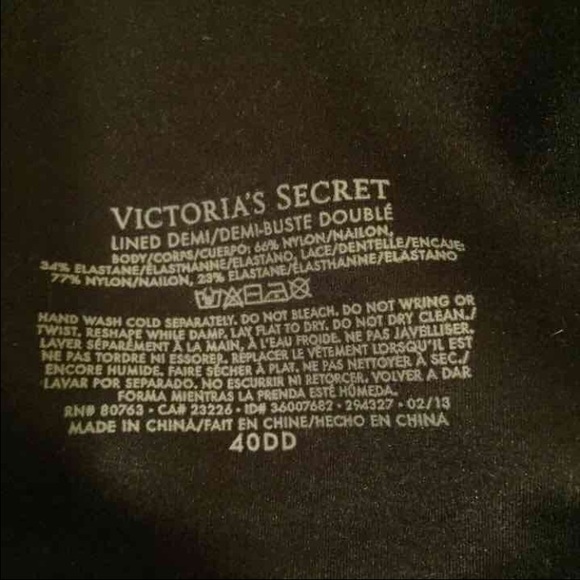 VICTORIA'S SECRET
LINED DEMI/DEMI-BUSTE DOUBLÉ
BODY/CORPS/CUERPO: 66% NYLON/NAILON,
34% ELASTANE/ÉLASTHANNE/ELASTANO, LACE/DENTELLE/ENCAJE:
77% NYLON/NAILON, 23% ELASTANE/ÉLASTHANNE/ELASTANO
HAND WASH COLD SEPARATELY. DO NOT BLEACH. DO NOT WRING OR
TWIST. RESHAPE WHILE DAMP. LAY FLAT TO DRY. DO NOT DRY CLEAN./
LAVER SÉPARÉMENT À LA MAIN, À L'EAU FROIDE. NE PAS JAVELLISER.
NE PAS TORDRE NI ESSORER. REPLACER LE VÊTEMENT LORSQU'IL EST
ENCORE HUMIDE. FAIRE SÉCHER À PLAT. NE PAS NETTOYER À SEC./
LAVAR POR SEPARADO. NO ESCURRIR NI RETORCER. VOLVER A DAR
FORMA MIENTRAS LA PRENDA ESTÉ HÚMEDA.
RN# 80763 • CA# 23226 • ID# 36007682 • 294327 • 02/13
MADE IN CHINA/FAIT EN CHINE/HECHO EN CHINA
40DD